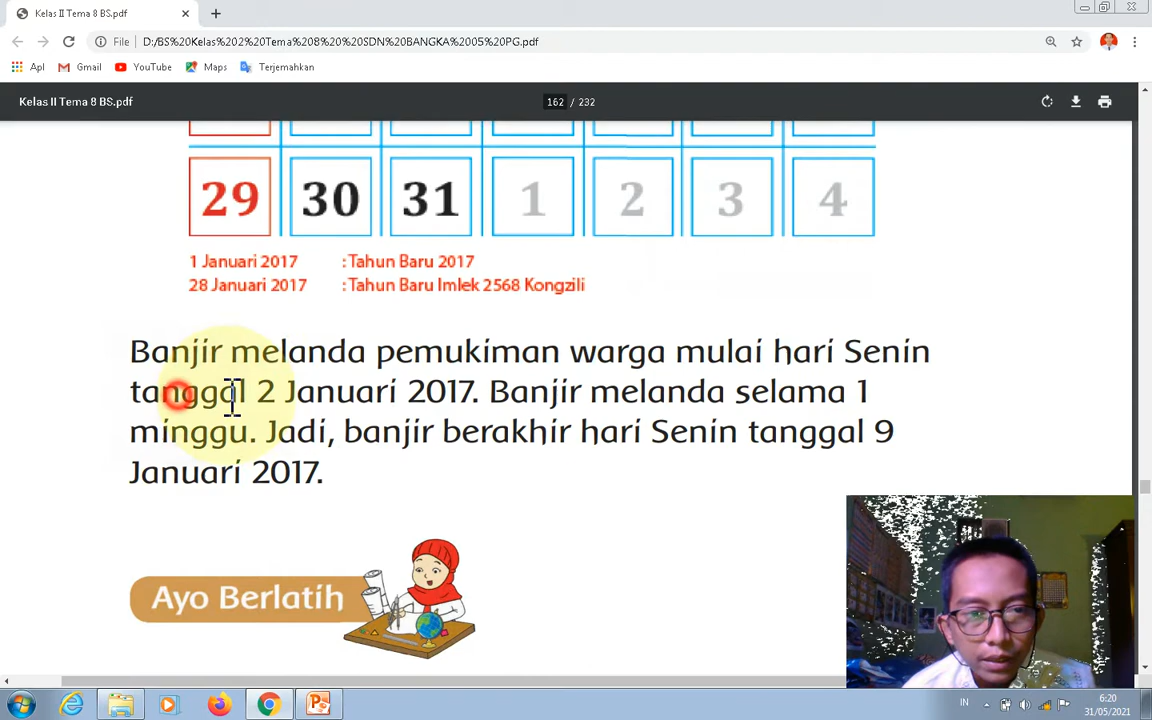 Kelas II Tema 8 BS.pdf
File D:/BS%20Kelas%202%20Tema%208%20%20SDN%20BANGKA%2005%20PG.pdf
Apl Gmail YouTube Maps Terjemahkan
Kelas II Tema 8 BS.pdf 162 / 232
29 30 31 1 2 3 4
1 Januari 2017 : Tahun Baru 2017
28 Januari 2017 : Tahun Baru Imlek 2568 Kongzili
Banjir melanda pemukiman warga mulai hari Senin
tanggal 2 Januari 2017. Banjir melanda selama 1
minggu. Jadi, banjir berakhir hari Senin tanggal 9
Januari 2017.
Ayo Berlatih
IN 6:20
31/05/2021